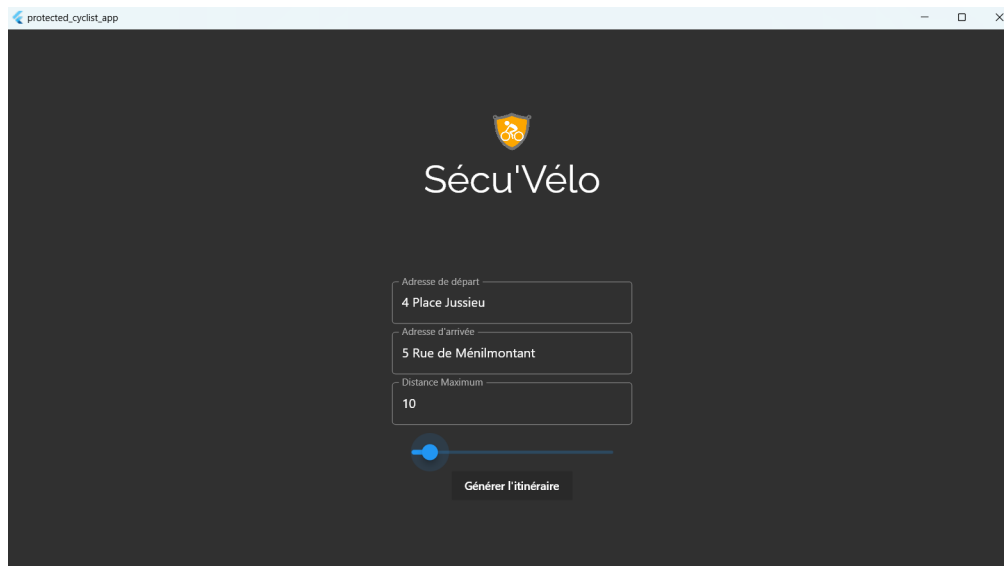 protected_cyclist_app
Sécu'Vélo
Adresse de départ
4 Place Jussieu
Adresse d'arrivée
5 Rue de Ménilmontant
Distance Maximum
10
Générer l'itinéraire